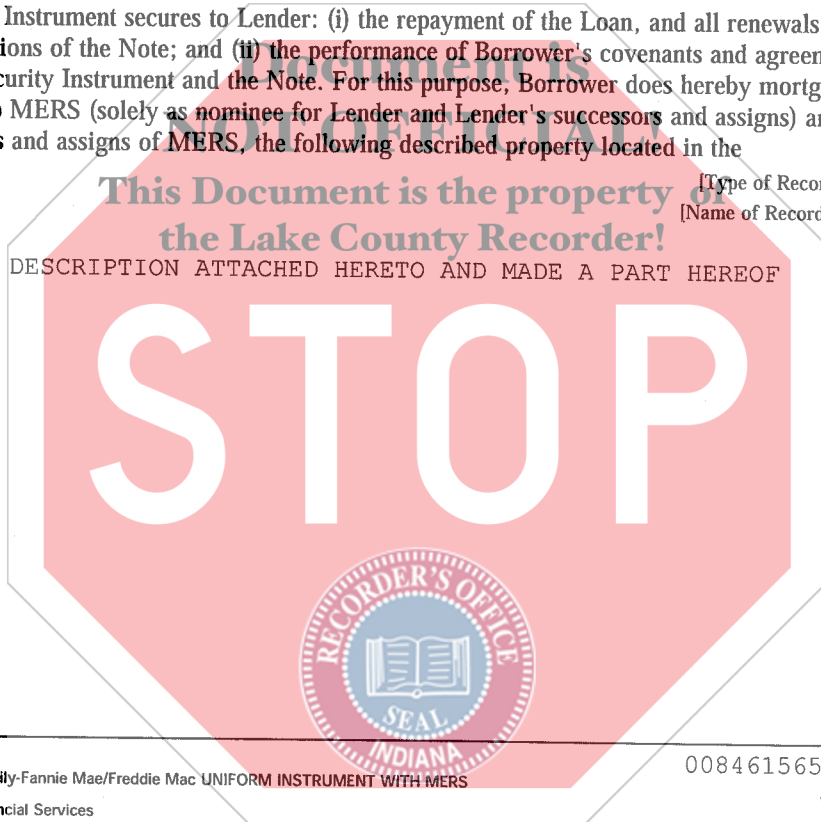 Instrument secures to Lender: (i) the repayment of the Loan, and all renewals
ions of the Note; and (ii) the performance of Borrower's covenants and agreem
curity Instrument and the Note. For this purpose, Borrower does hereby mortg
MERS (solely as nominee for Lender and Lender's successors and assigns) a
s and assigns of MERS, the following described property located in the
[Type of Recor
[Name of Record
DESCRIPTION ATTACHED HERETO AND MADE A PART HEREOF
Document is
NOT OFFICIAL!
This Document is the property of
the Lake County Recorder!
STOP
RECORDER'S OFFICE
SEAL
INDIANA
008461565
ily-Fannie Mae/Freddie Mac UNIFORM INSTRUMENT WITH MERS
ncial Services